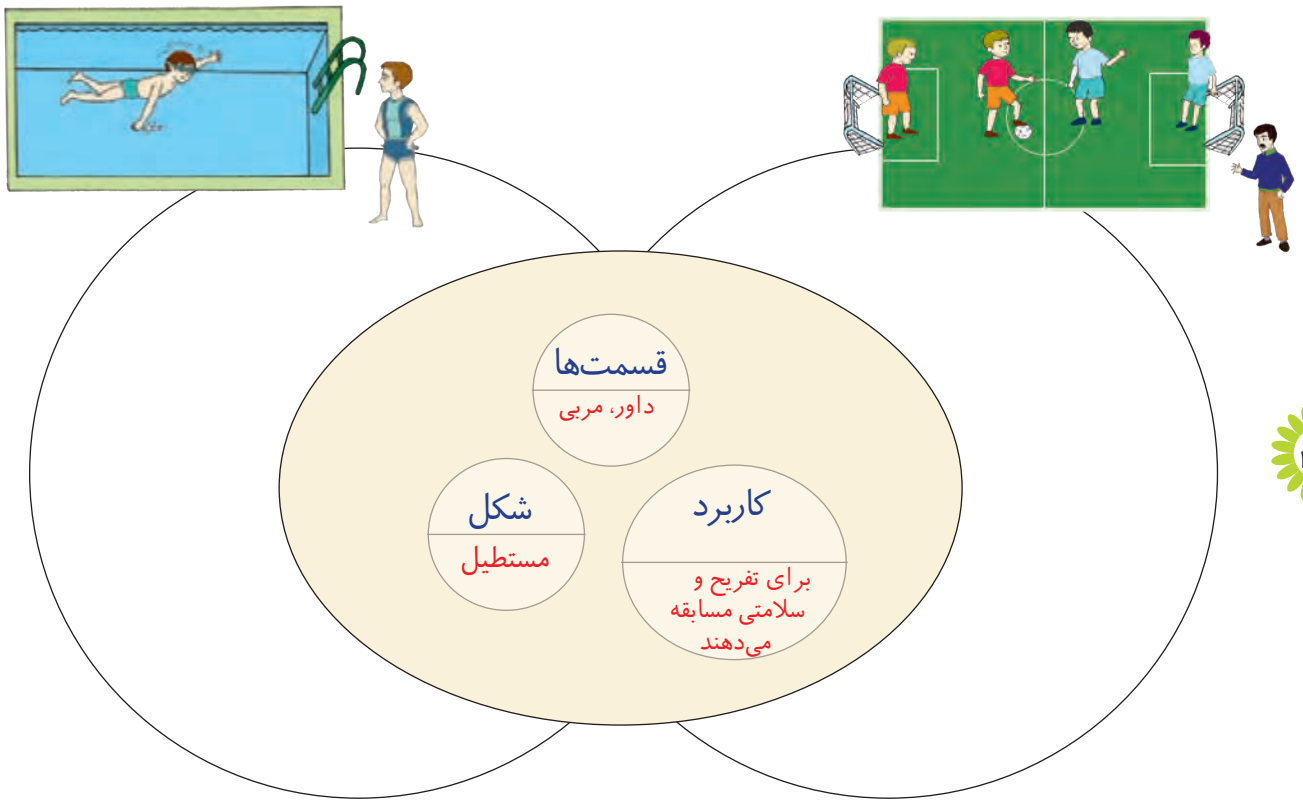 قسمت‌ها
داور، مربی
کاربرد
برای تفریح و
سلامتی مسابقه
می‌دهند
شکل
مستطیل